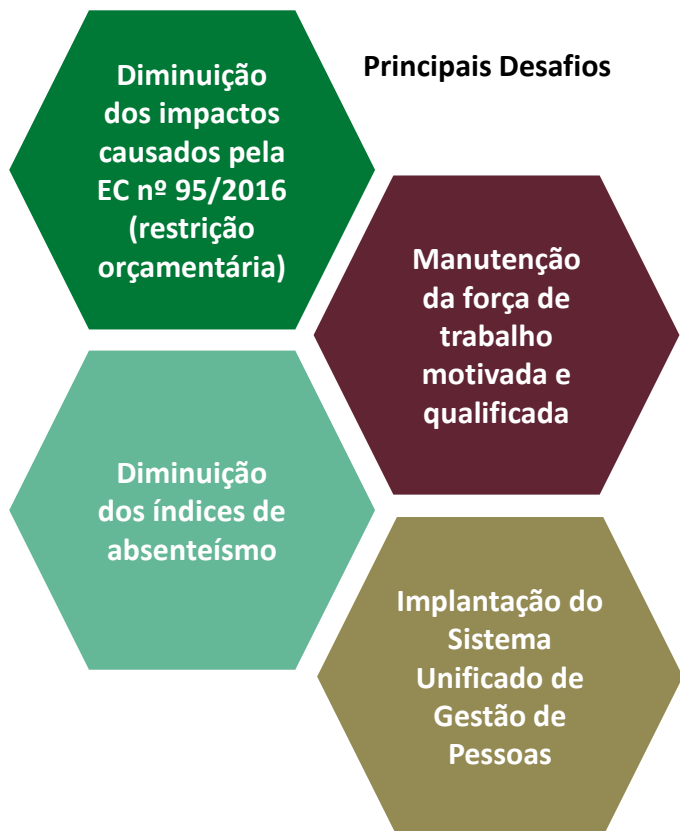 Principais Desafios
Diminuição
dos impactos
causados pela
EC nº 95/2016
(restrição
orçamentária)
Manutenção
da força de
trabalho
motivada e
qualificada
Diminuição
dos índices de
absenteísmo
Implantação do
Sistema
Unificado de
Gestão de
Pessoas